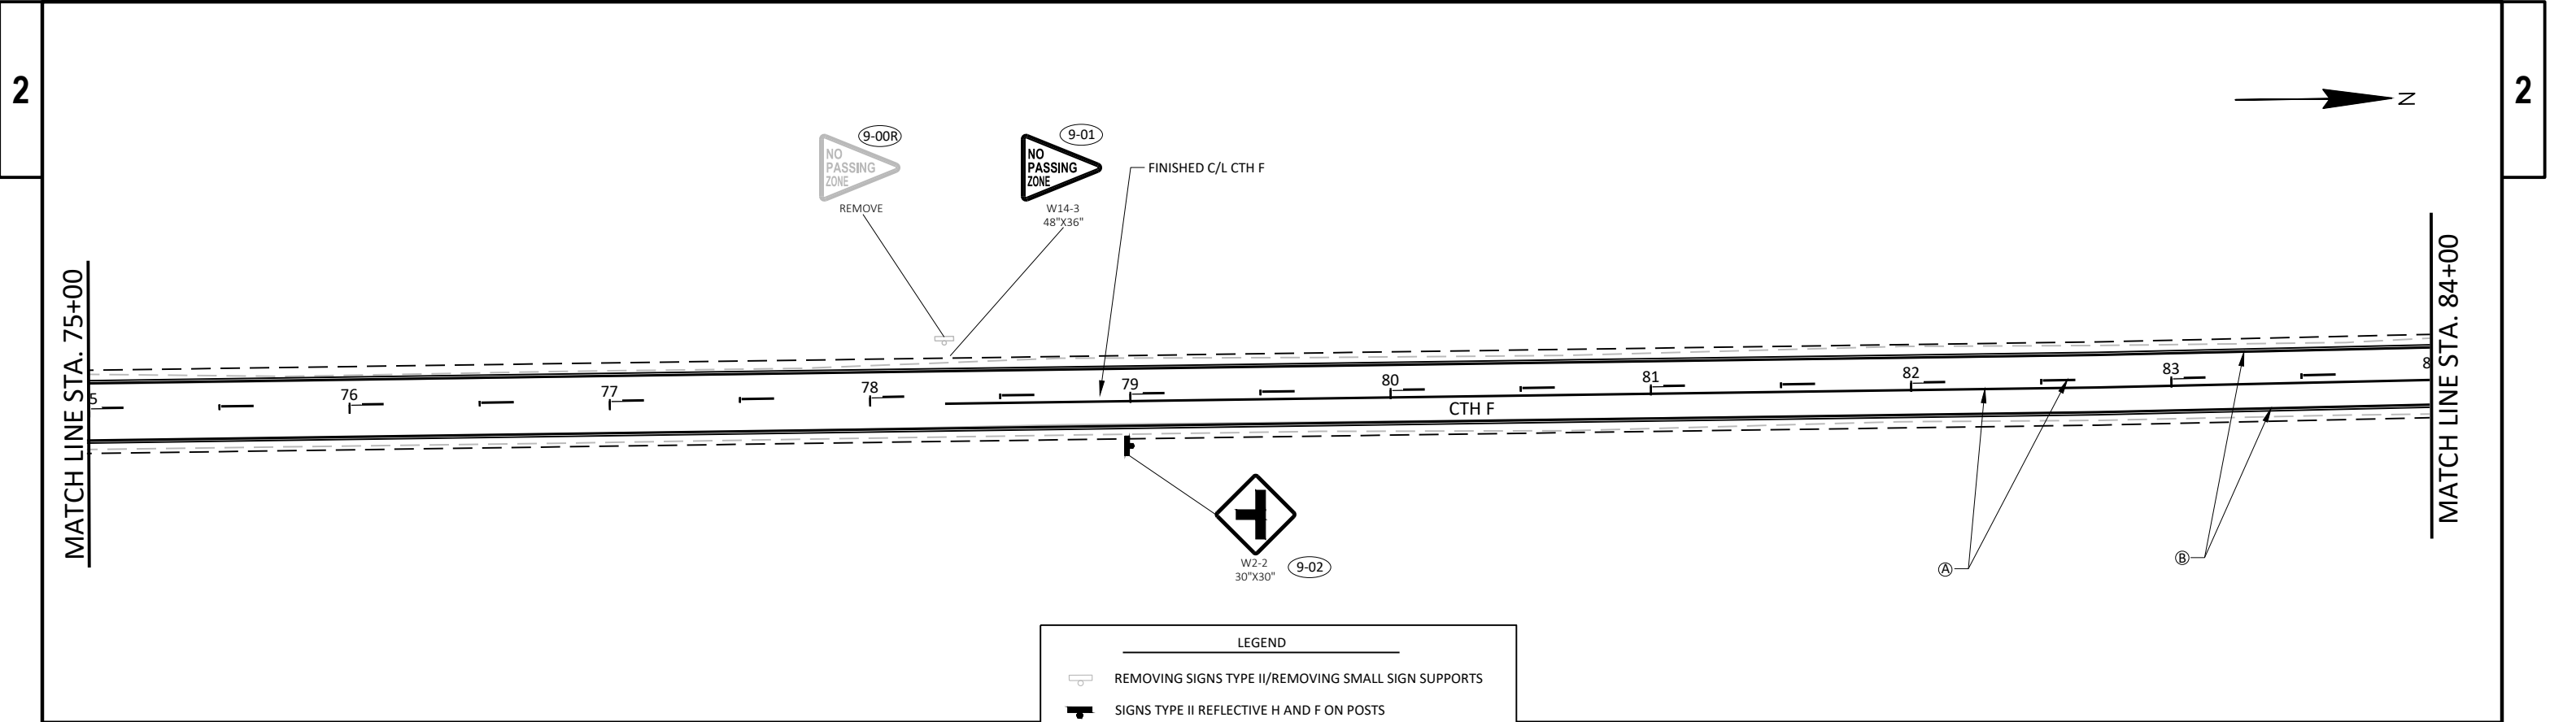 2
2
N
9-00R
NO
PASSING
ZONE
REMOVE
9-01
NO
PASSING
ZONE
W14-3
48"X36"
FINISHED C/L CTH F
MATCH LINE STA. 75+00
MATCH LINE STA. 84+00
5
76
77
78
79
80
81
82
83
8
CTH F
W2-2
30"X30"
9-02
A
B
LEGEND
REMOVING SIGNS TYPE II/REMOVING SMALL SIGN SUPPORTS
SIGNS TYPE II REFLECTIVE H AND F ON POSTS